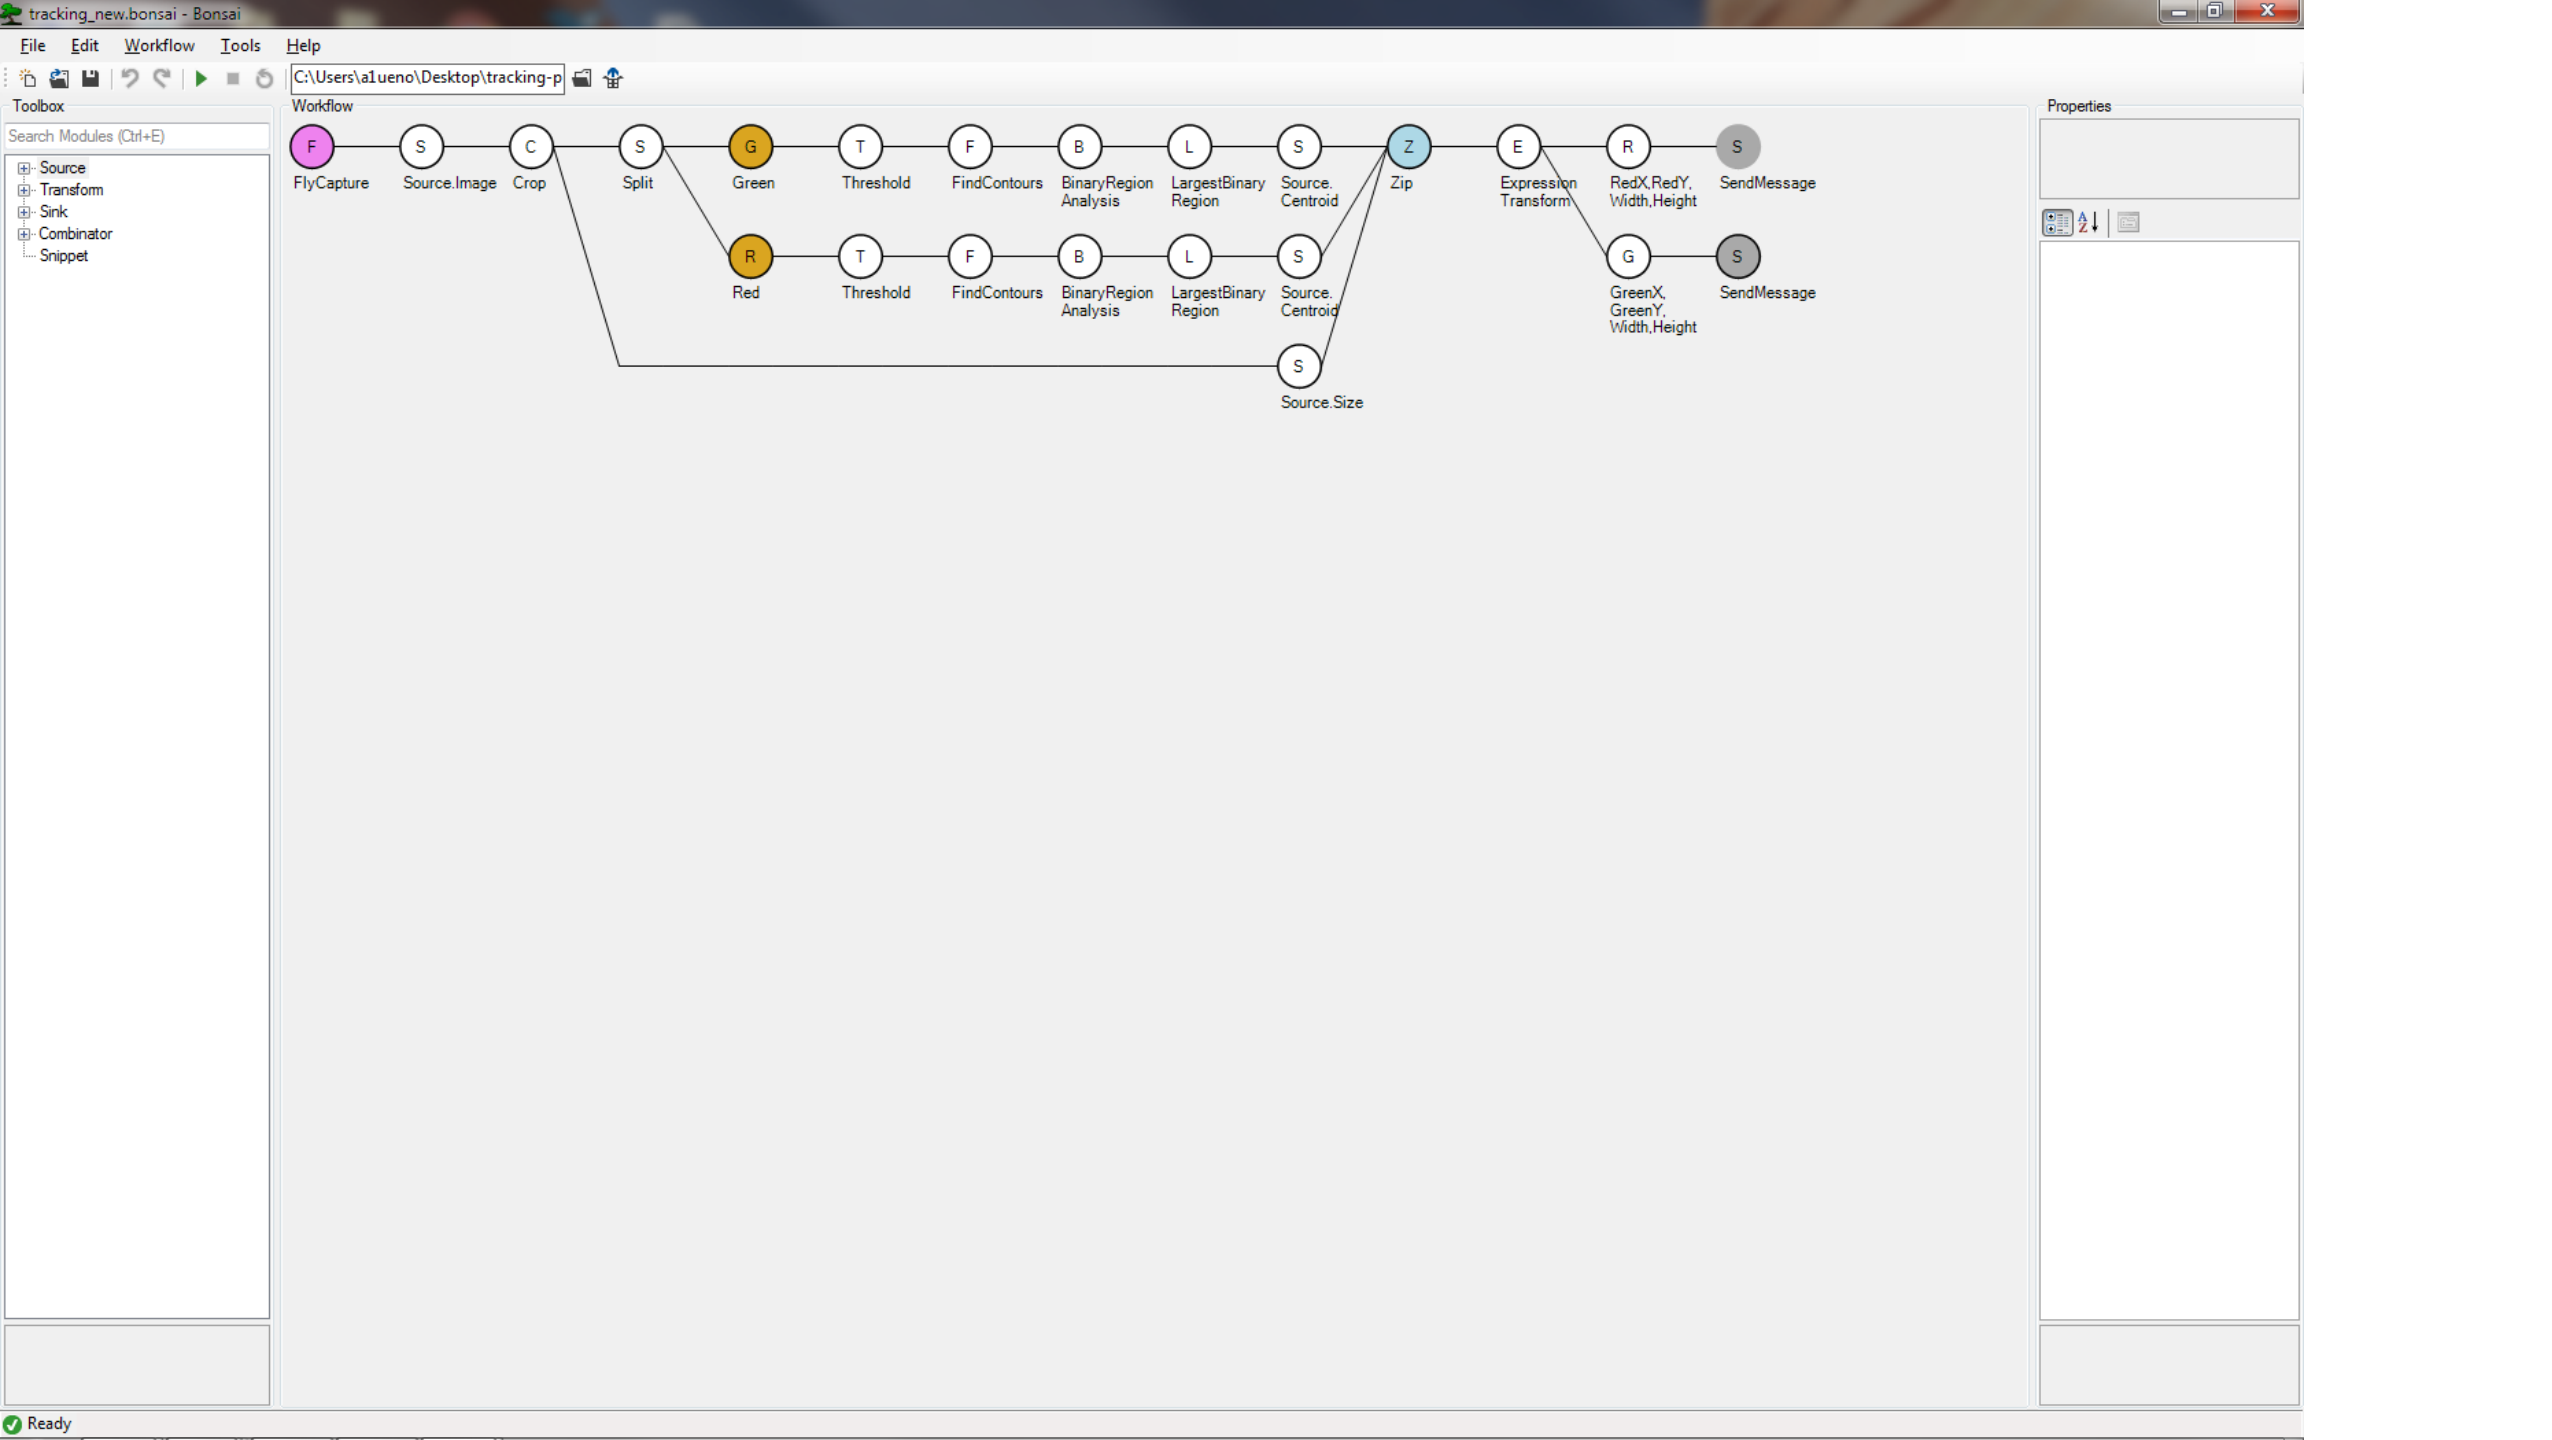 tracking_new.bonsai - Bonsai
File Edit Workflow Tools Help
C:\Users\a1ueno\Desktop\tracking-p
Toolbox
Workflow
Properties
Search Modules (Ctrl+E)
Source
Transform
Sink
Combinator
Snippet
F S C S G T F B L S Z E R S
FlyCapture Source.Image Crop Split Green Threshold FindContours BinaryRegion LargestBinary Source. Zip Expression RedX,RedY, SendMessage
Analysis Region Centroid Transform Width,Height
R T F B L S G S
Red Threshold FindContours BinaryRegion LargestBinary Source. GreenX, SendMessage
Analysis Region Centroid GreenY,
Width,Height
S
Source.Size
A
Z
Ready